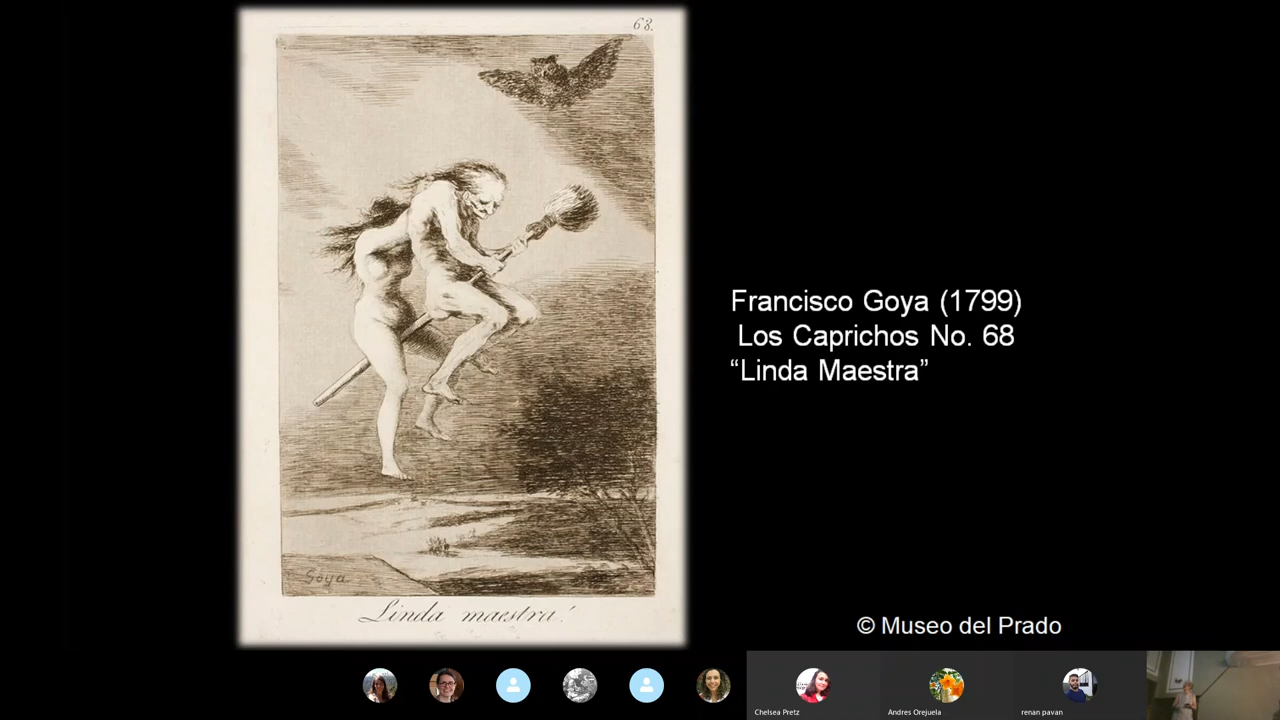 68.
Francisco Goya (1799)
Los Caprichos No. 68
“Linda Maestra”
Goya
Linda maestra!
© Museo del Prado
Chelsea Pretz
Andres Orejuela
renan pavan